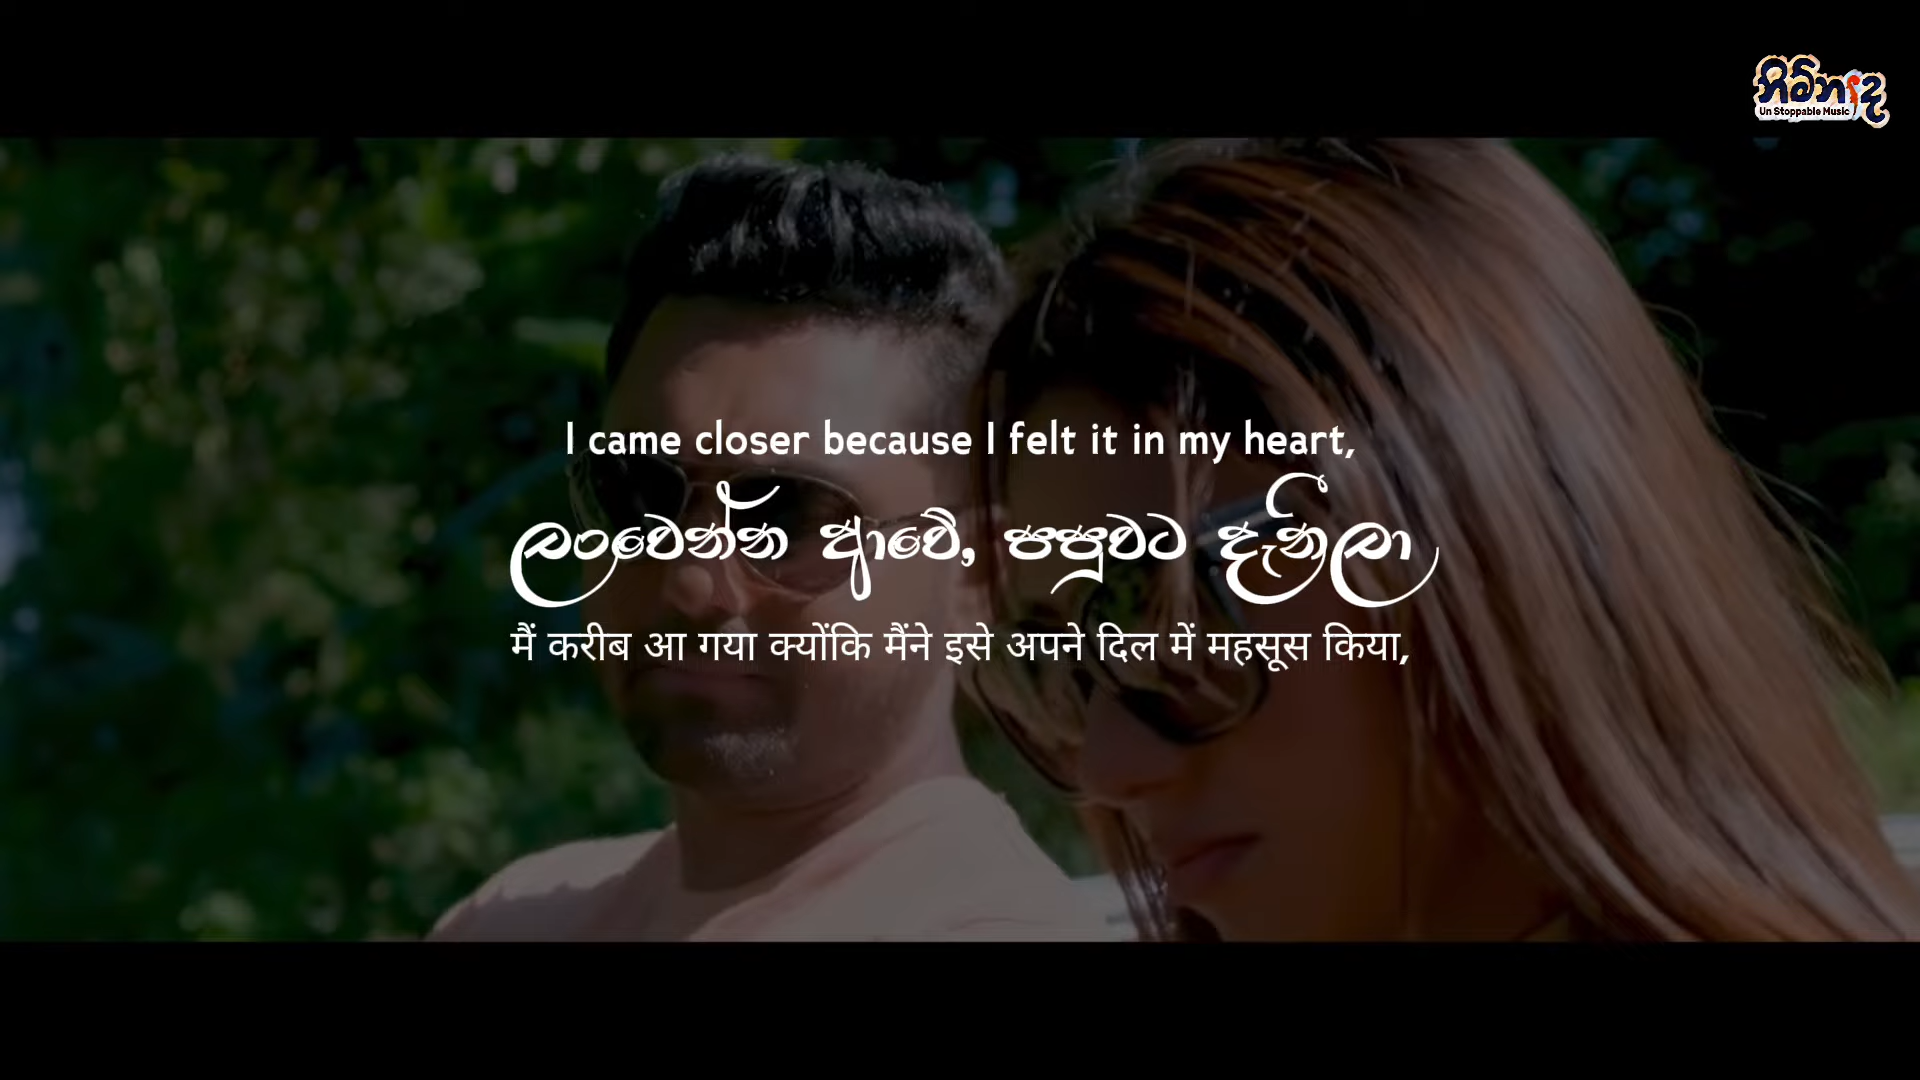 හිමිනාද
Un Stoppable Music
I came closer because I felt it in my heart,
ලංවෙන්න ආවේ, පපුවට දැනිලා
मैं करीब आ गया क्योंकि मैंने इसे अपने दिल में महसूस किया,